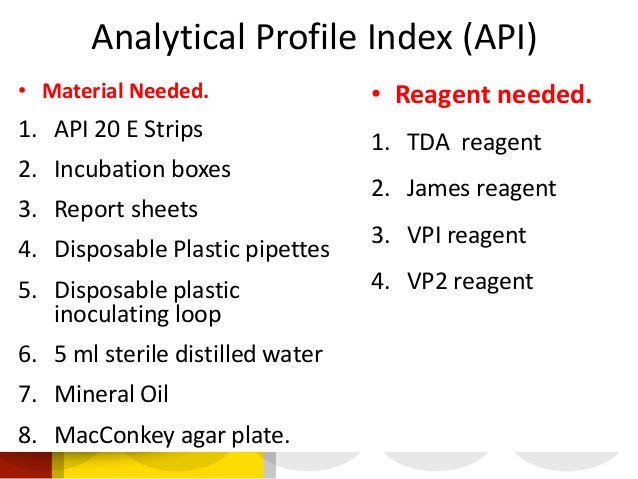 Analytical Profile Index (API)
• Material Needed.
1. API 20 E Strips
2. Incubation boxes
3. Report sheets
4. Disposable Plastic pipettes
5. Disposable plastic
inoculating loop
6. 5 ml sterile distilled water
7. Mineral Oil
8. MacConkey agar plate.
• Reagent needed.
1. TDA reagent
2. James reagent
3. VPI reagent
4. VP2 reagent